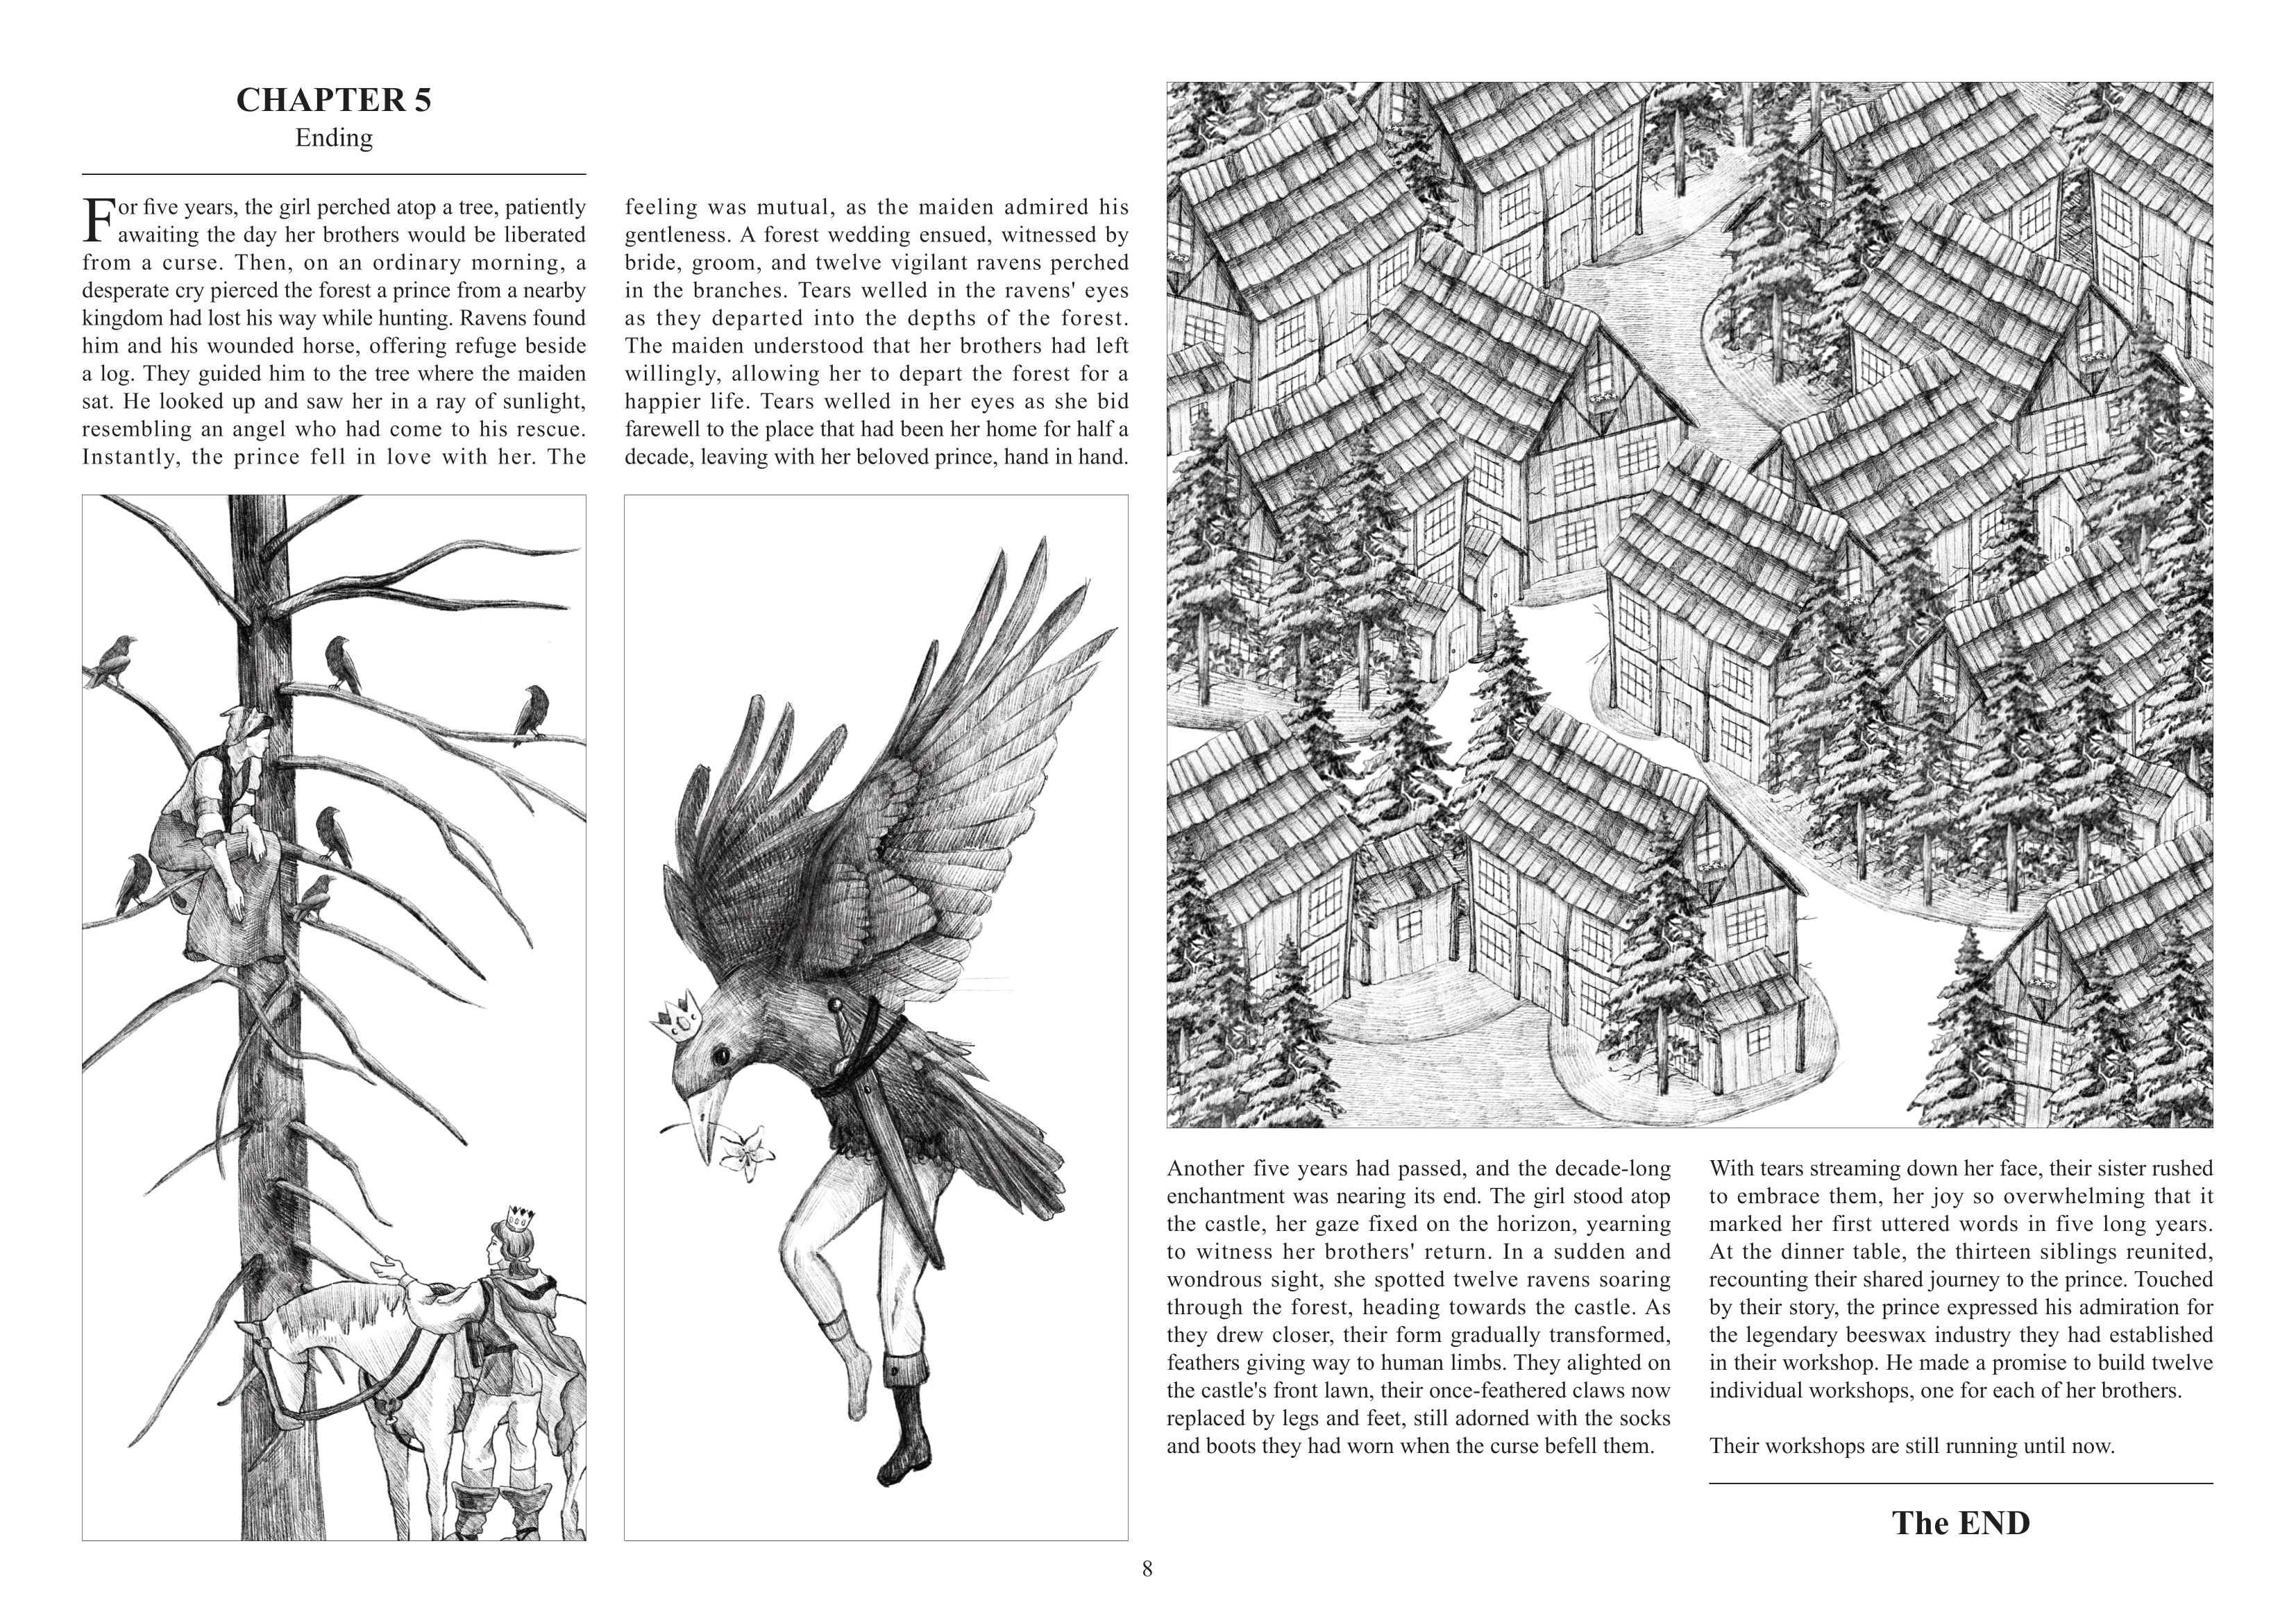 CHAPTER 5
Ending
For five years, the girl perched atop a tree, patiently
awaiting the day her brothers would be liberated
from a curse. Then, on an ordinary morning, a
desperate cry pierced the forest a prince from a nearby
kingdom had lost his way while hunting. Ravens found
him and his wounded horse, offering refuge beside
a log. They guided him to the tree where the maiden
sat. He looked up and saw her in a ray of sunlight,
resembling an angel who had come to his rescue.
Instantly, the prince fell in love with her. The
feeling was mutual, as the maiden admired his
gentleness. A forest wedding ensued, witnessed by
bride, groom, and twelve vigilant ravens perched
in the branches. Tears welled in the ravens' eyes
as they departed into the depths of the forest.
The maiden understood that her brothers had left
willingly, allowing her to depart the forest for a
happier life. Tears welled in her eyes as she bid
farewell to the place that had been her home for half a
decade, leaving with her beloved prince, hand in hand.
Another five years had passed, and the decade-long
enchantment was nearing its end. The girl stood atop
the castle, her gaze fixed on the horizon, yearning
to witness her brothers' return. In a sudden and
wondrous sight, she spotted twelve ravens soaring
through the forest, heading towards the castle. As
they drew closer, their form gradually transformed,
feathers giving way to human limbs. They alighted on
the castle's front lawn, their once-feathered claws now
replaced by legs and feet, still adorned with the socks
and boots they had worn when the curse befell them.
With tears streaming down her face, their sister rushed
to embrace them, her joy so overwhelming that it
marked her first uttered words in five long years.
At the dinner table, the thirteen siblings reunited,
recounting their shared journey to the prince. Touched
by their story, the prince expressed his admiration for
the legendary beeswax industry they had established
in their workshop. He made a promise to build twelve
individual workshops, one for each of her brothers.
Their workshops are still running until now.
The END
8